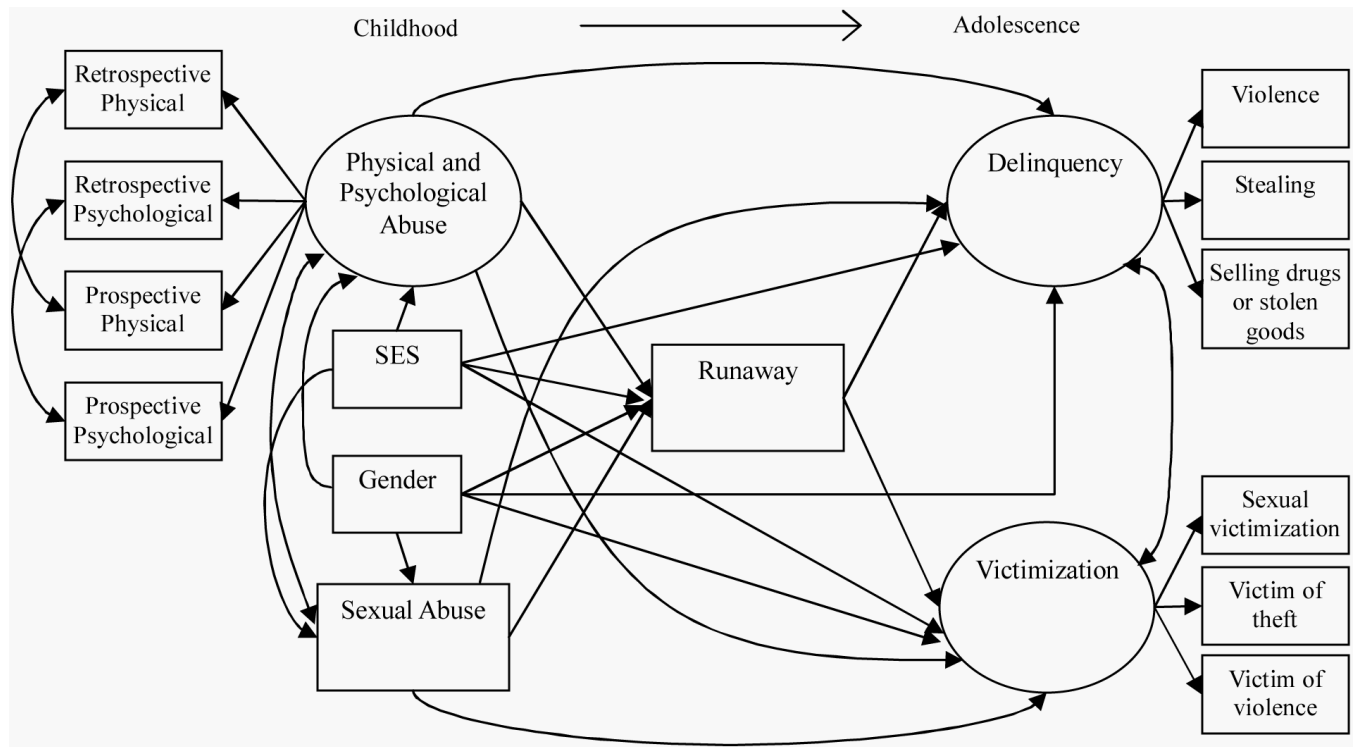 Childhood
Adolescence
Retrospective
Physical
Retrospective
Psychological
Prospective
Physical
Prospective
Psychological
Physical and
Psychological
Abuse
SES
Gender
Sexual Abuse
Runaway
Delinquency
Victimization
Violence
Stealing
Selling drugs
or stolen
goods
Sexual
victimization
Victim of
theft
Victim of
violence